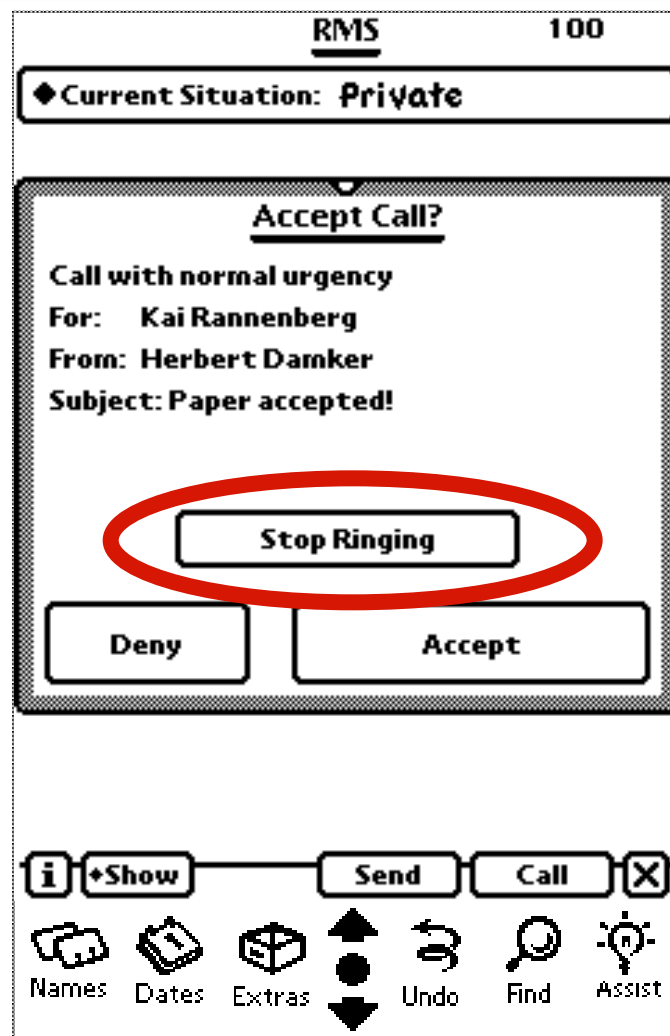 RMS 100
◆Current Situation: Private
Accept Call?
Call with normal urgency
For: Kai Rannenberg
From: Herbert Damker
Subject: Paper accepted!
Stop Ringing
Deny Accept
i ◆Show Send Call X
Names Dates Extras Undo Find Assist